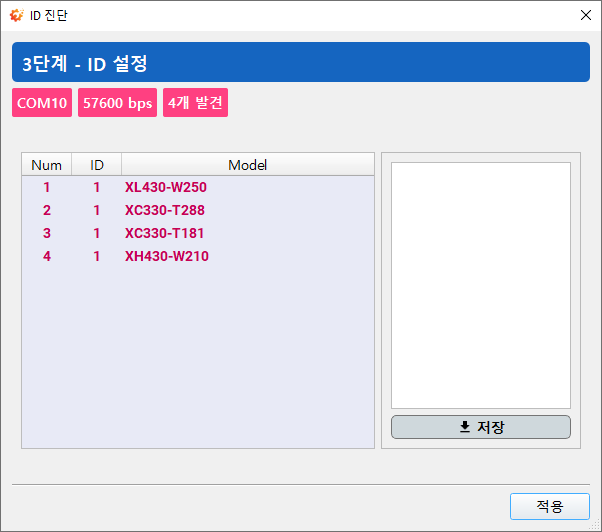 ID 진단
3단계 - ID 설정
COM10 57600 bps 4개 발견
Num ID Model
1 1 XL430-W250
2 1 XC330-T288
3 1 XC330-T181
4 1 XH430-W210
저장
적용